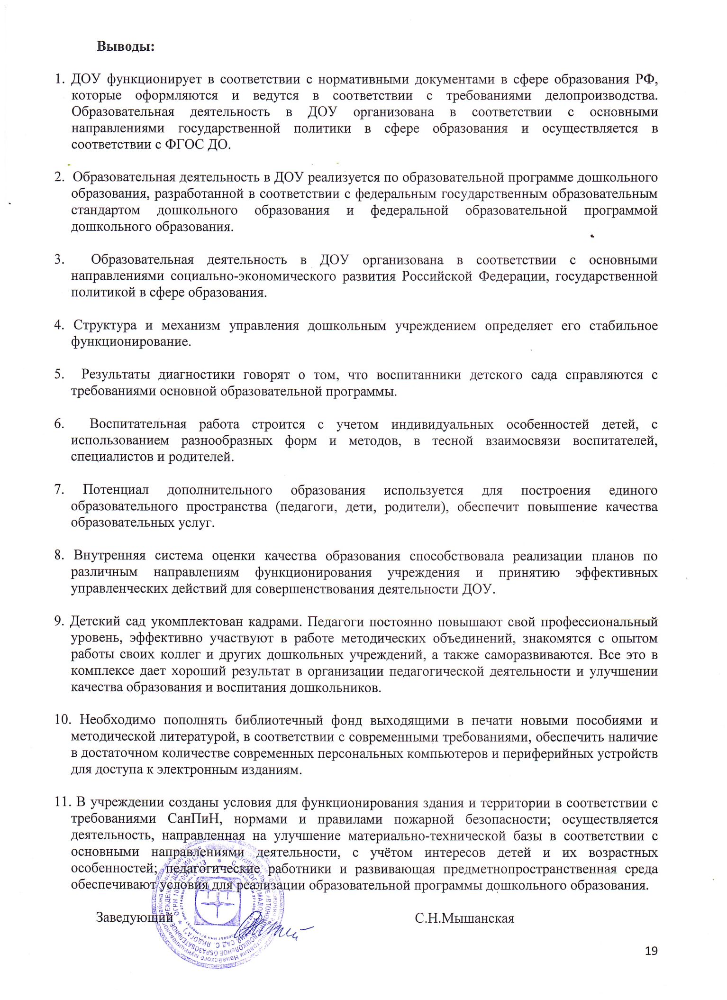 Выводы:
1. ДОУ функционирует в соответствии с нормативными документами в сфере образования РФ,
которые оформляются и ведутся в соответствии с требованиями делопроизводства.
Образовательная деятельность в ДОУ организована в соответствии с основными
направлениями государственной политики в сфере образования и осуществляется в
соответствии с ФГОС ДО.
2. Образовательная деятельность в ДОУ реализуется по образовательной программе дошкольного
образования, разработанной в соответствии с федеральным государственным образовательным
стандартом дошкольного образования и федеральной образовательной программой
дошкольного образования.
3. Образовательная деятельность в ДОУ организована в соответствии с основными
направлениями социально-экономического развития Российской Федерации, государственной
политикой в сфере образования.
4. Структура и механизм управления дошкольным учреждением определяет его стабильное
функционирование.
5. Результаты диагностики говорят о том, что воспитанники детского сада справляются с
требованиями основной образовательной программы.
6. Воспитательная работа строится с учетом индивидуальных особенностей детей, с
использованием разнообразных форм и методов, в тесной взаимосвязи воспитателей,
специалистов и родителей.
7. Потенциал дополнительного образования используется для построения единого
образовательного пространства (педагоги, дети, родители), обеспечит повышение качества
образовательных услуг.
8. Внутренняя система оценки качества образования способствовала реализации планов по
различным направлениям функционирования учреждения и принятию эффективных
управленческих действий для совершенствования деятельности ДОУ.
9. Детский сад укомплектован кадрами. Педагоги постоянно повышают свой профессиональный
уровень, эффективно участвуют в работе методических объединений, знакомятся с опытом
работы своих коллег и других дошкольных учреждений, а также саморазвиваются. Все это в
комплексе дает хороший результат в организации педагогической деятельности и улучшении
качества образования и воспитания дошкольников.
10. Необходимо пополнять библиотечный фонд выходящими в печати новыми пособиями и
методической литературой, в соответствии с современными требованиями, обеспечить наличие
в достаточном количестве современных персональных компьютеров и периферийных устройств
для доступа к электронным изданиям.
11. В учреждении созданы условия для функционирования здания и территории в соответствии с
требованиями СанПиН, нормами и правилами пожарной безопасности; осуществляется
деятельность, направленная на улучшение материально-технической базы в соответствии с
основными направлениями деятельности, с учётом интересов детей и их возрастных
особенностей; педагогические работники и развивающая предметнопространственная среда
обеспечивают условия для реализации образовательной программы дошкольного образования.
Заведующий С.Н.Мышанская
19